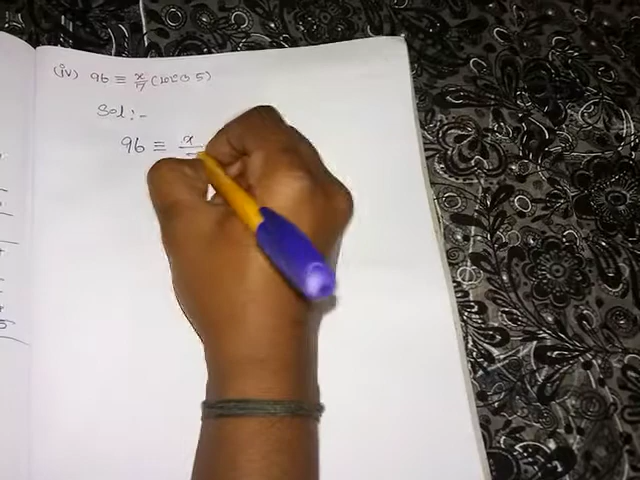 (iv) 96 ≡ x/7 (mod 5)
Sol :-
96 ≡ x